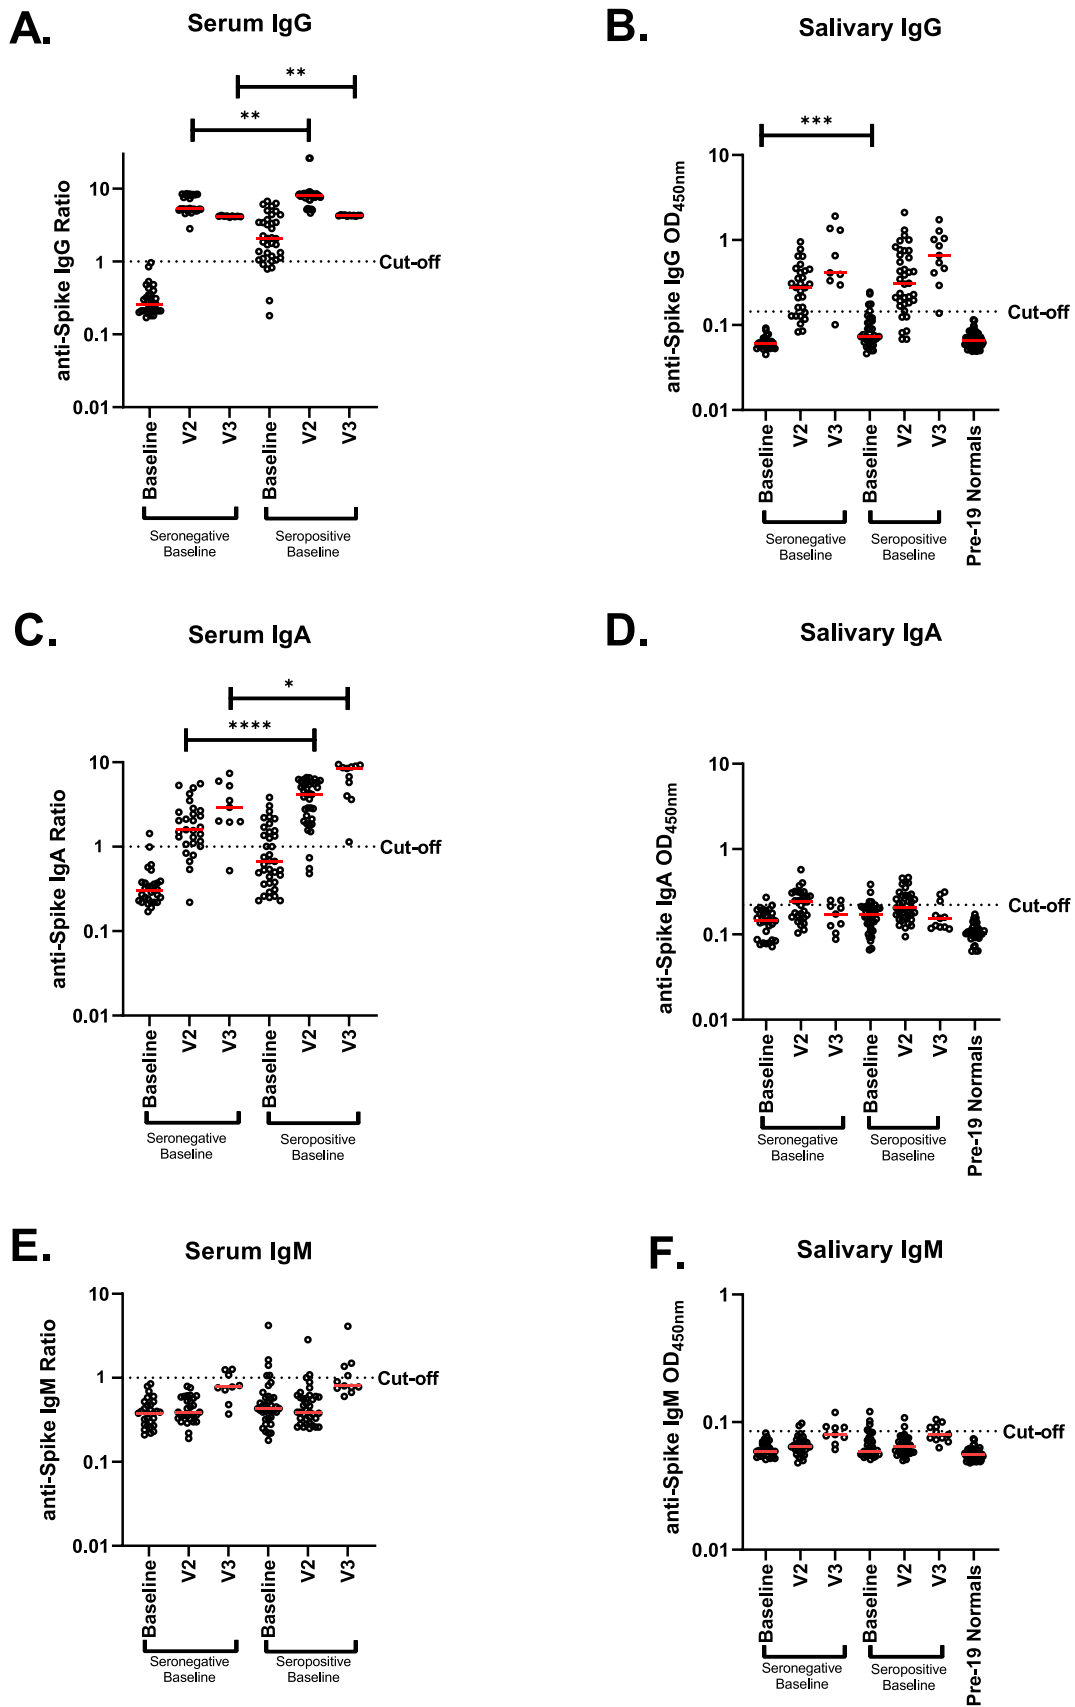 A.
Serum IgG
**
**
anti-Spike IgG Ratio
10
1
0.1
0.01
Cut-off
Baseline
V2
V3
Baseline
V2
V3
Seronegative
Baseline
Seropositive
Baseline
B.
Salivary IgG
***
anti-Spike IgG OD450nm
10
1
0.1
0.01
Cut-off
Baseline
V2
V3
Baseline
V2
V3
Pre-19 Normals
Seronegative
Baseline
Seropositive
Baseline
C.
Serum IgA
*
****
anti-Spike IgA Ratio
10
1
0.1
0.01
Cut-off
Baseline
V2
V3
Baseline
V2
V3
Seronegative
Baseline
Seropositive
Baseline
D.
Salivary IgA
anti-Spike IgA OD450nm
10
1
0.1
0.01
Cut-off
Baseline
V2
V3
Baseline
V2
V3
Pre-19 Normals
Seronegative
Baseline
Seropositive
Baseline
E.
Serum IgM
anti-Spike IgM Ratio
10
1
0.1
0.01
Cut-off
Baseline
V2
V3
Baseline
V2
V3
Seronegative
Baseline
Seropositive
Baseline
F.
Salivary IgM
anti-Spike IgM OD450nm
1
0.1
0.01
Cut-off
Baseline
V2
V3
Baseline
V2
V3
Pre-19 Normals
Seronegative
Baseline
Seropositive
Baseline